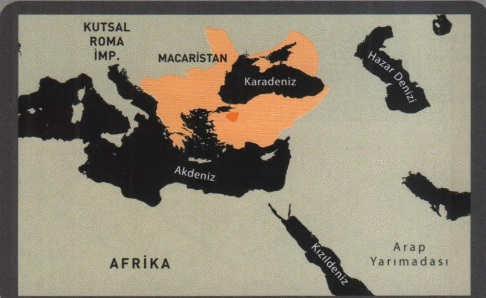 KUTSAL
ROMA
İMP.
MACARİSTAN
Karadeniz
Hazar Denizi
Akdeniz
AFRİKA
Kızıldeniz
Arap
Yarımadası